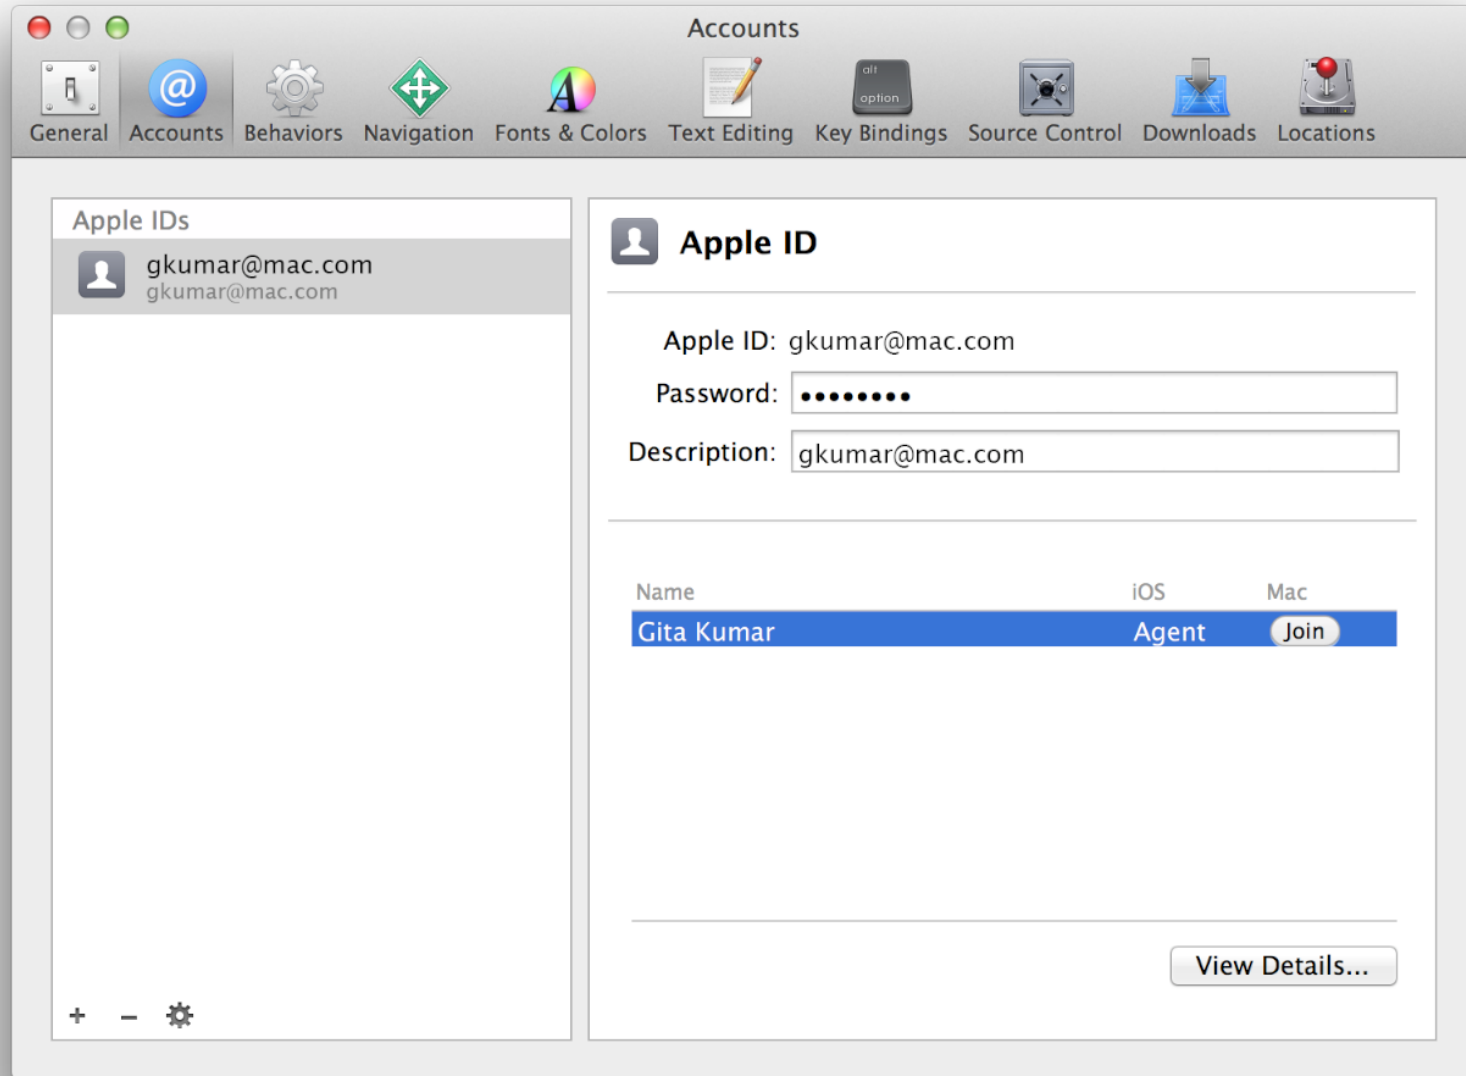 Accounts
alt
option
General Accounts Behaviors Navigation Fonts & Colors Text Editing Key Bindings Source Control Downloads Locations
Apple IDs
gkumar@mac.com
gkumar@mac.com
Apple ID
Apple ID: gkumar@mac.com
Password: ••••••••
Description: gkumar@mac.com
Name iOS Mac
Gita Kumar Agent Join
View Details...